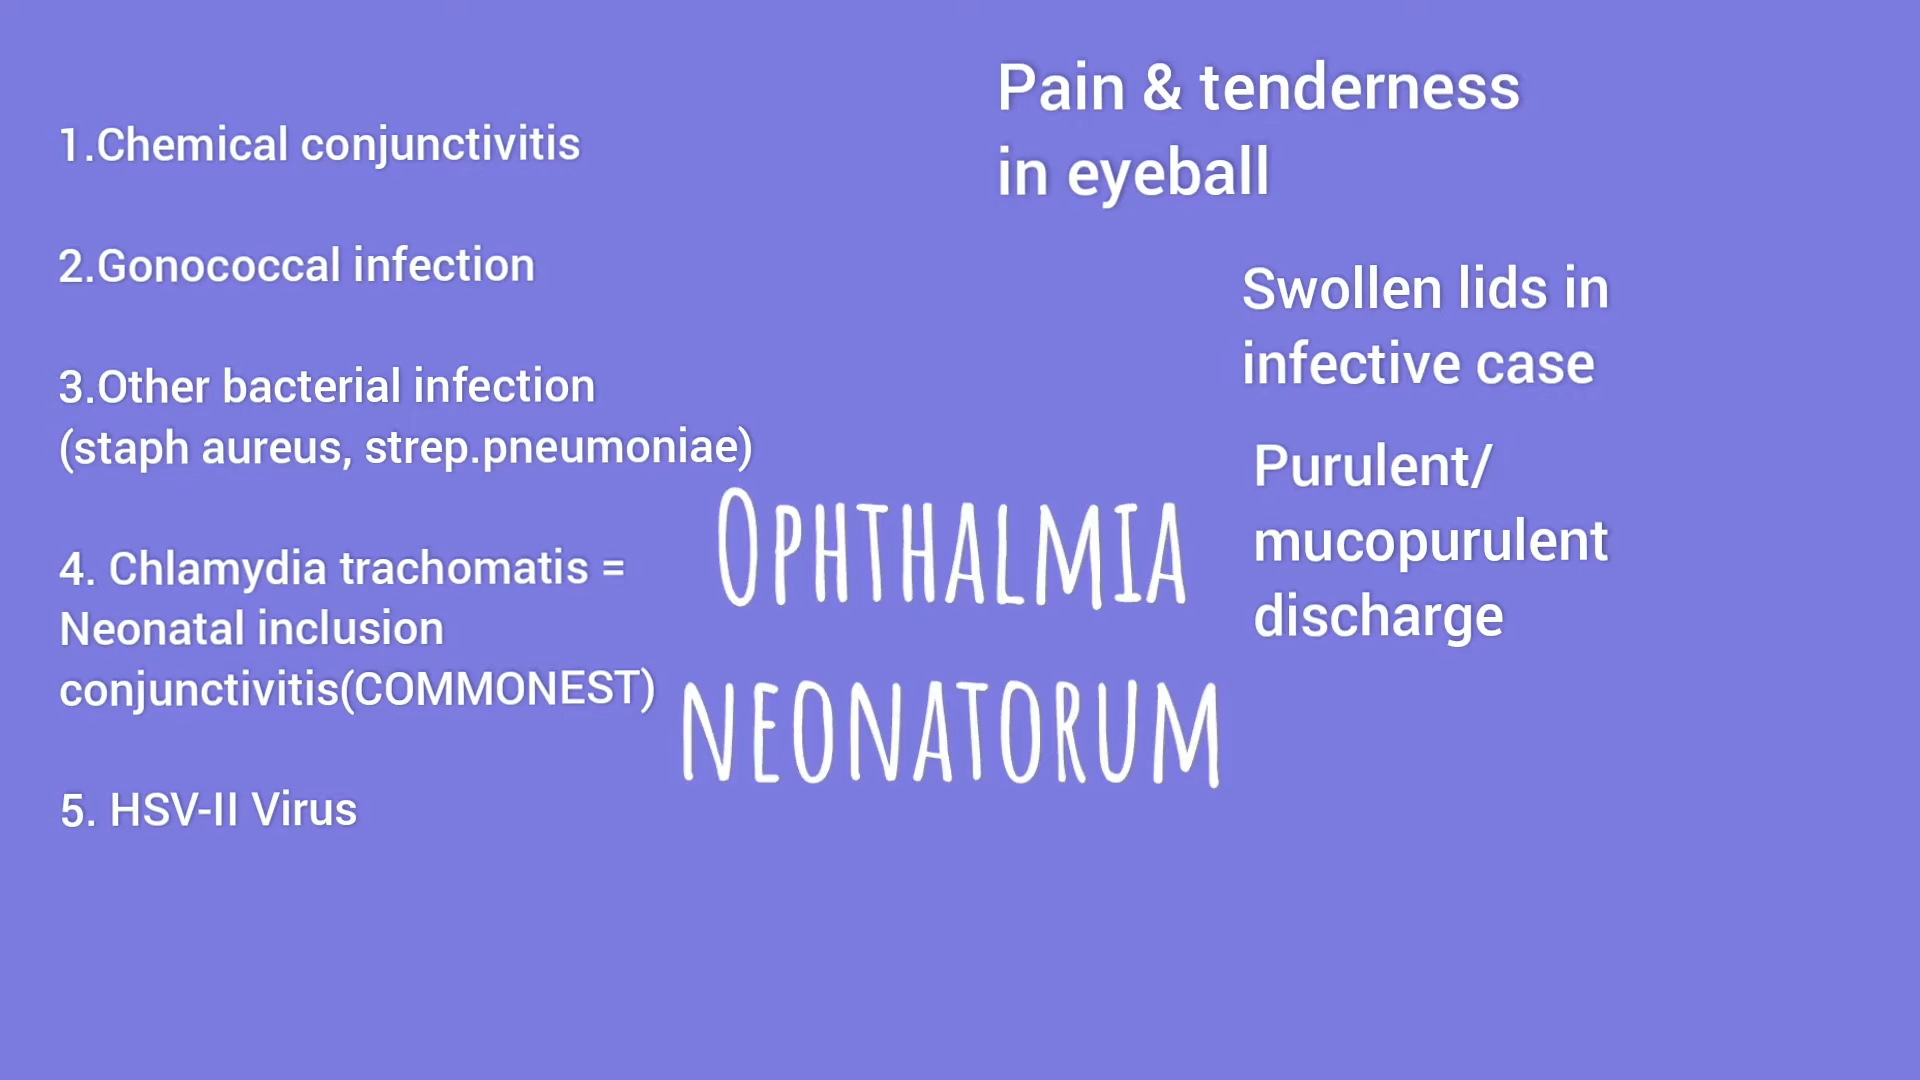 1.Chemical conjunctivitis
2.Gonococcal infection
3.Other bacterial infection
(staph aureus, strep.pneumoniae)
4. Chlamydia trachomatis =
Neonatal inclusion
conjunctivitis(COMMONEST)
5. HSV-II Virus
OPHTHALMIA
NEONATORUM
Pain & tenderness
in eyeball
Swollen lids in
infective case
Purulent/
mucopurulent
discharge